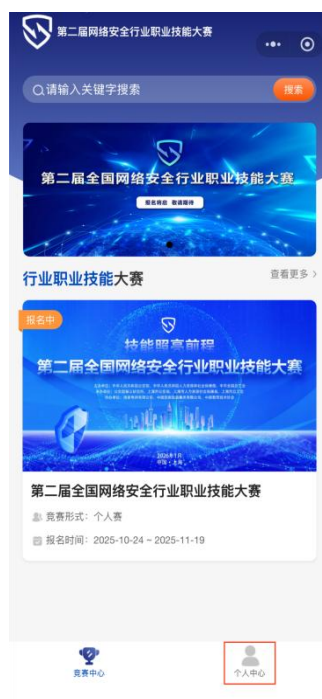 第二届网络安全行业职业技能大赛
请输入关键字搜索
搜索
第二届全国网络安全行业职业技能大赛
报名将启 敬请期待
行业职业技能大赛
查看更多
报名中
技能照亮前程
第二届全国网络安全行业职业技能大赛
中国·上海
第二届全国网络安全行业职业技能大赛
竞赛形式：个人赛
报名时间：2025-10-24 ~ 2025-11-19
竞赛中心
个人中心